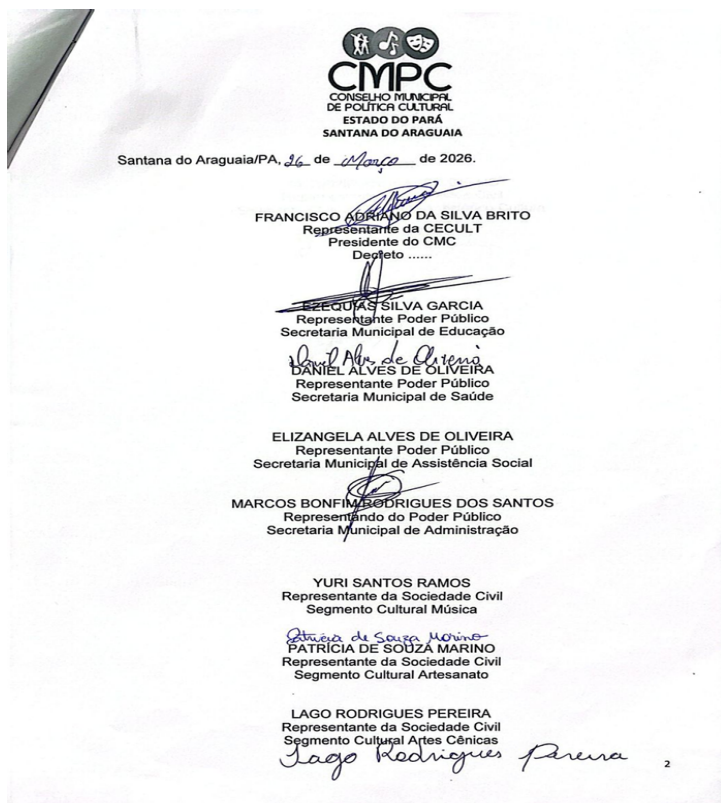 CMPC
CONSELHO MUNICIPAL
DE POLÍTICA CULTURAL
ESTADO DO PARÁ
SANTANA DO ARAGUAIA
Santana do Araguaia/PA, 26 de Março de 2026.
FRANCISCO ADRIANO DA SILVA BRITO
Representante da CECULT
Presidente do CMC
Decreto ......
EZEQUIAS SILVA GARCIA
Representante Poder Público
Secretaria Municipal de Educação
Daniel Alves de Oliveira
DANIEL ALVES DE OLIVEIRA
Representante Poder Público
Secretaria Municipal de Saúde
ELIZANGELA ALVES DE OLIVEIRA
Representante Poder Público
Secretaria Municipal de Assistência Social
MARCOS BONFIM RODRIGUES DOS SANTOS
Representando do Poder Público
Secretaria Municipal de Administração
YURI SANTOS RAMOS
Representante da Sociedade Civil
Segmento Cultural Música
Patrícia de Souza Marino
PATRÍCIA DE SOUZA MARINO
Representante da Sociedade Civil
Segmento Cultural Artesanato
LAGO RODRIGUES PEREIRA
Representante da Sociedade Civil
Segmento Cultural Artes Cênicas
Iago Rodrigues Pereira
2